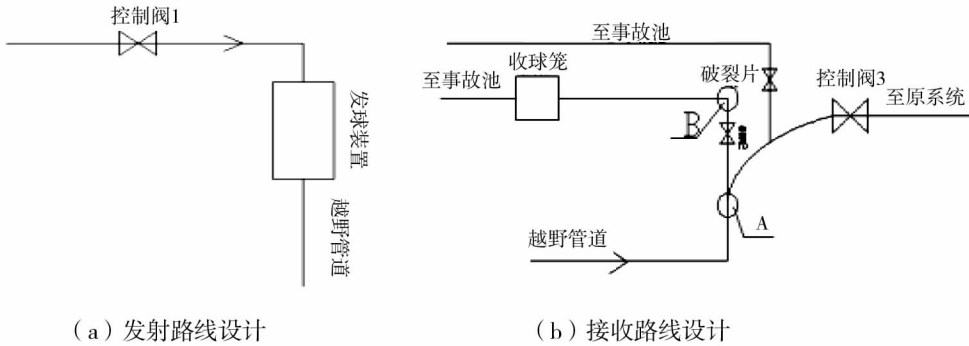 控制阀1
发球装置
越野管道
(a)发射路线设计
至事故池
收球笼
至事故池
破裂片
控制阀3
至原系统
B
A
越野管道
(b)接收路线设计